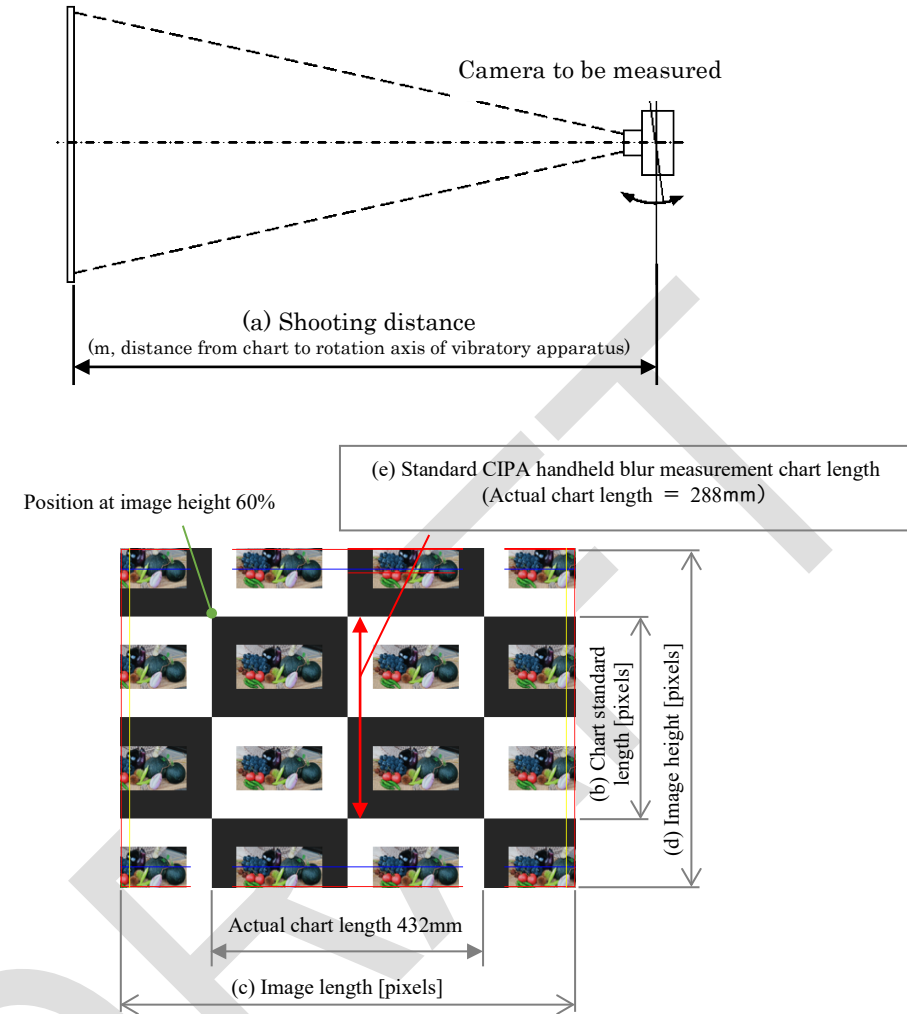 Camera to be measured
(a) Shooting distance
(m, distance from chart to rotation axis of vibratory apparatus)
(e) Standard CIPA handheld blur measurement chart length
(Actual chart length = 288mm)
Position at image height 60%
(b) Chart standard
length [pixels]
(d) Image height [pixels]
Actual chart length 432mm
(c) Image length [pixels]
DRAFT